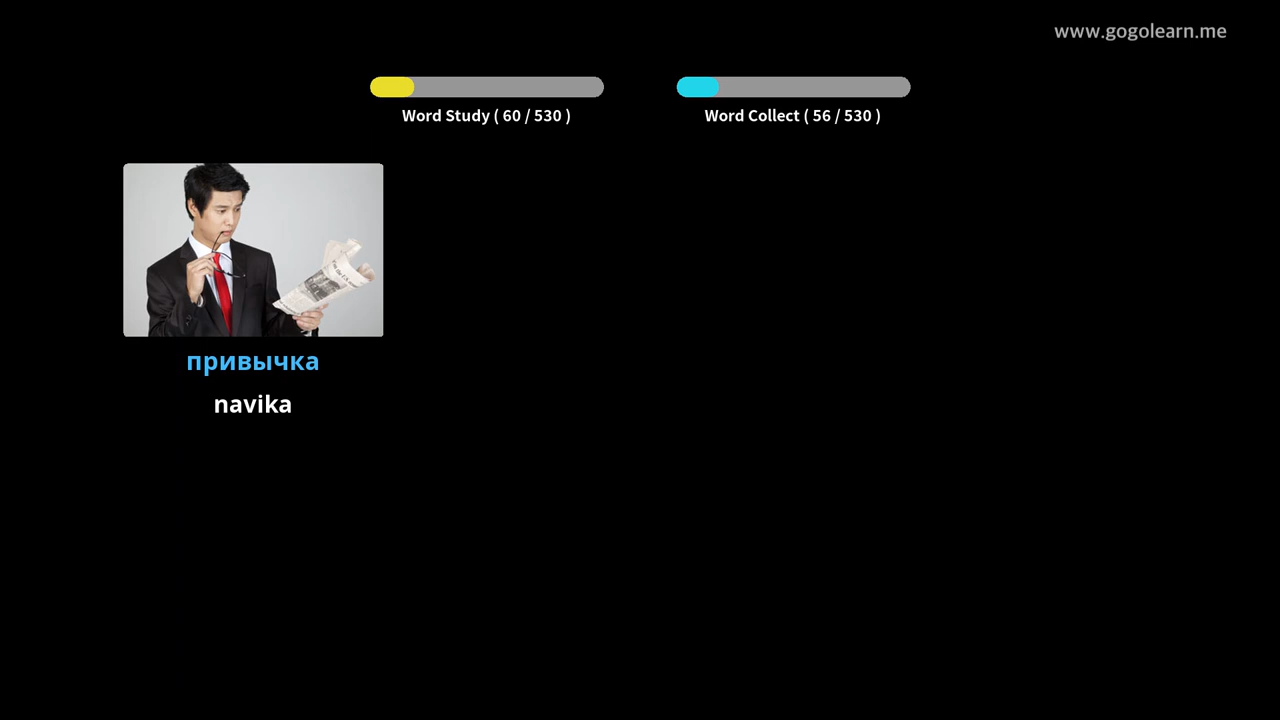 www.gogolearn.me
Word Study ( 60 / 530 )
Word Collect ( 56 / 530 )
привычка
navika